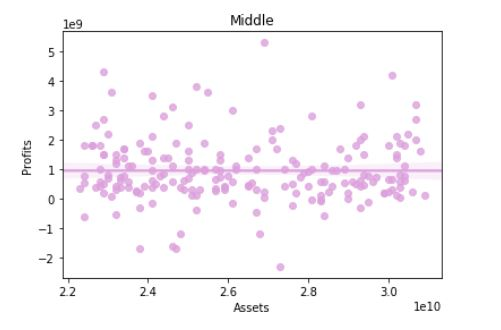 Middle
1e9
5
4
3
2
1
0
−1
−2
Profits
2.2 2.4 2.6 2.8 3.0
Assets
1e10